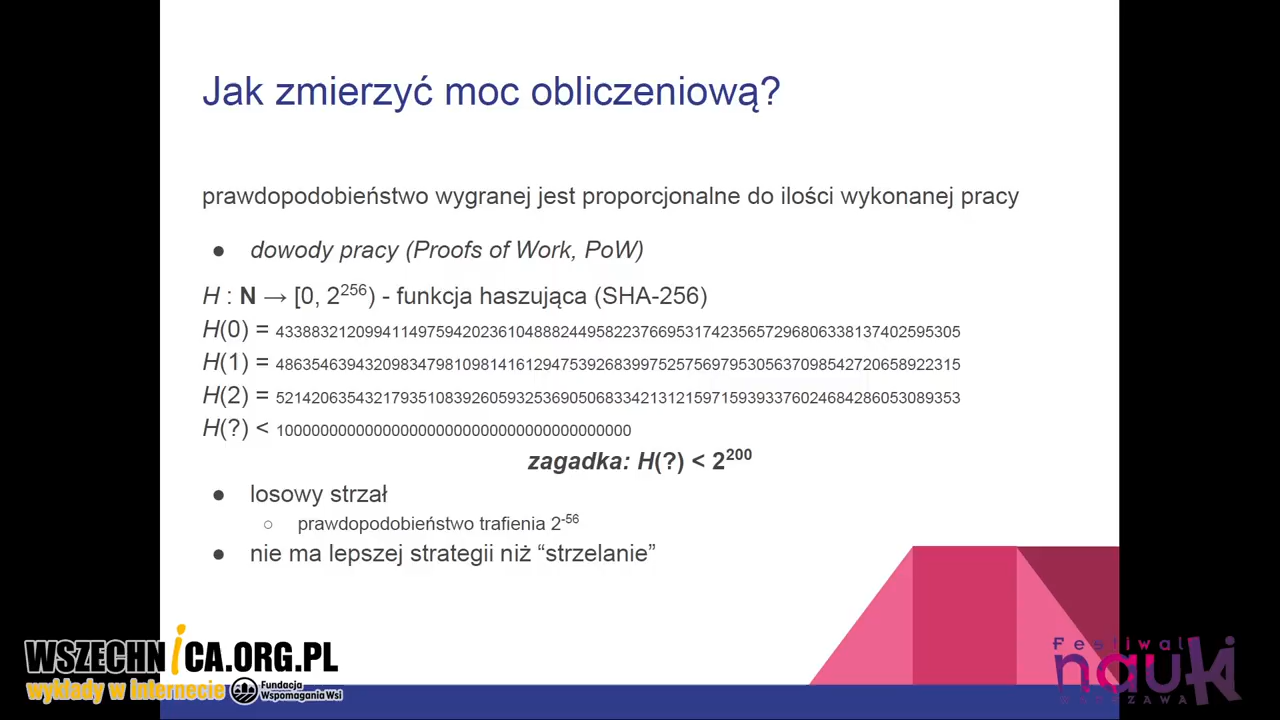 Jak zmierzyć moc obliczeniową?
prawdopodobieństwo wygranej jest proporcjonalne do ilości wykonanej pracy
● dowody pracy (Proofs of Work, PoW)
H : N → [0, 2²⁵⁶) - funkcja haszująca (SHA-256)
H(0) = 43388321209941149759420236104888244958223766953174235657296806338137402595305
H(1) = 48635463943209834798109814161294753926839975257569795305637098542720658922315
H(2) = 52142063543217935108392605932536905068334213121597159393376024684286053089353
H(?) < 10000000000000000000000000000000000000000
zagadka: H(?) < 2²⁰⁰
● losowy strzał
○ prawdopodobieństwo trafienia 2⁻⁵⁶
● nie ma lepszej strategii niż “strzelanie”
WSZECHNICA.ORG.PL
wykłady w Internecie
Fundacja
Wspomagania Wsi
Festiwal
nauki